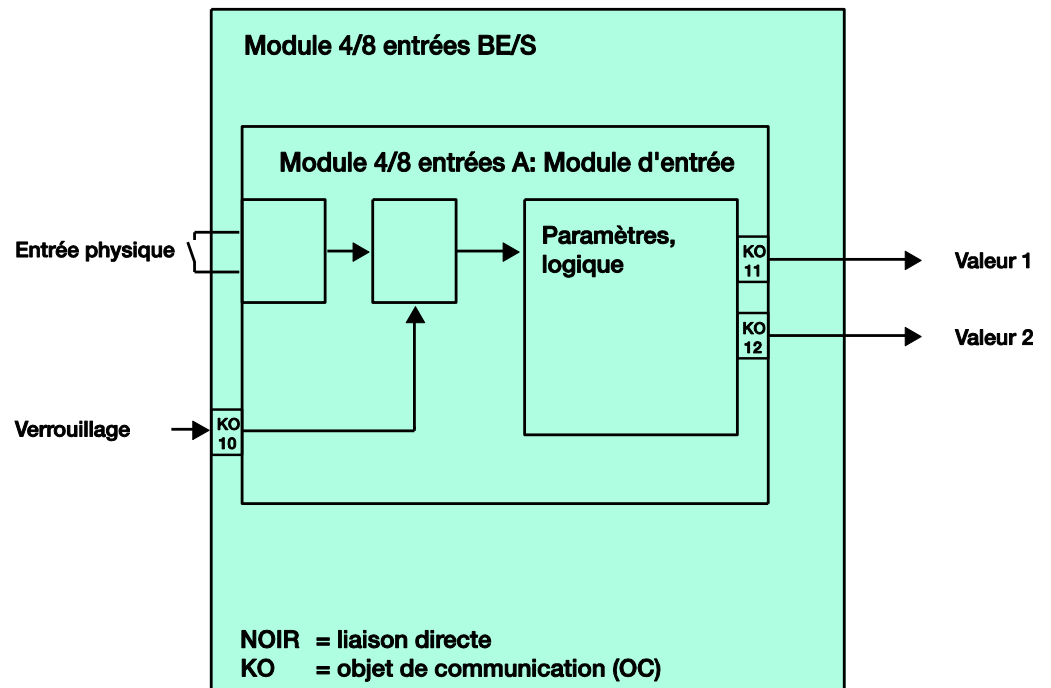 Module 4/8 entrées BE/S
Module 4/8 entrées A: Module d'entrée
Entrée physique
Paramètres,
logique
KO
11
Valeur 1
KO
12
Valeur 2
Verrouillage
KO
10
NOIR = liaison directe
KO = objet de communication (OC)